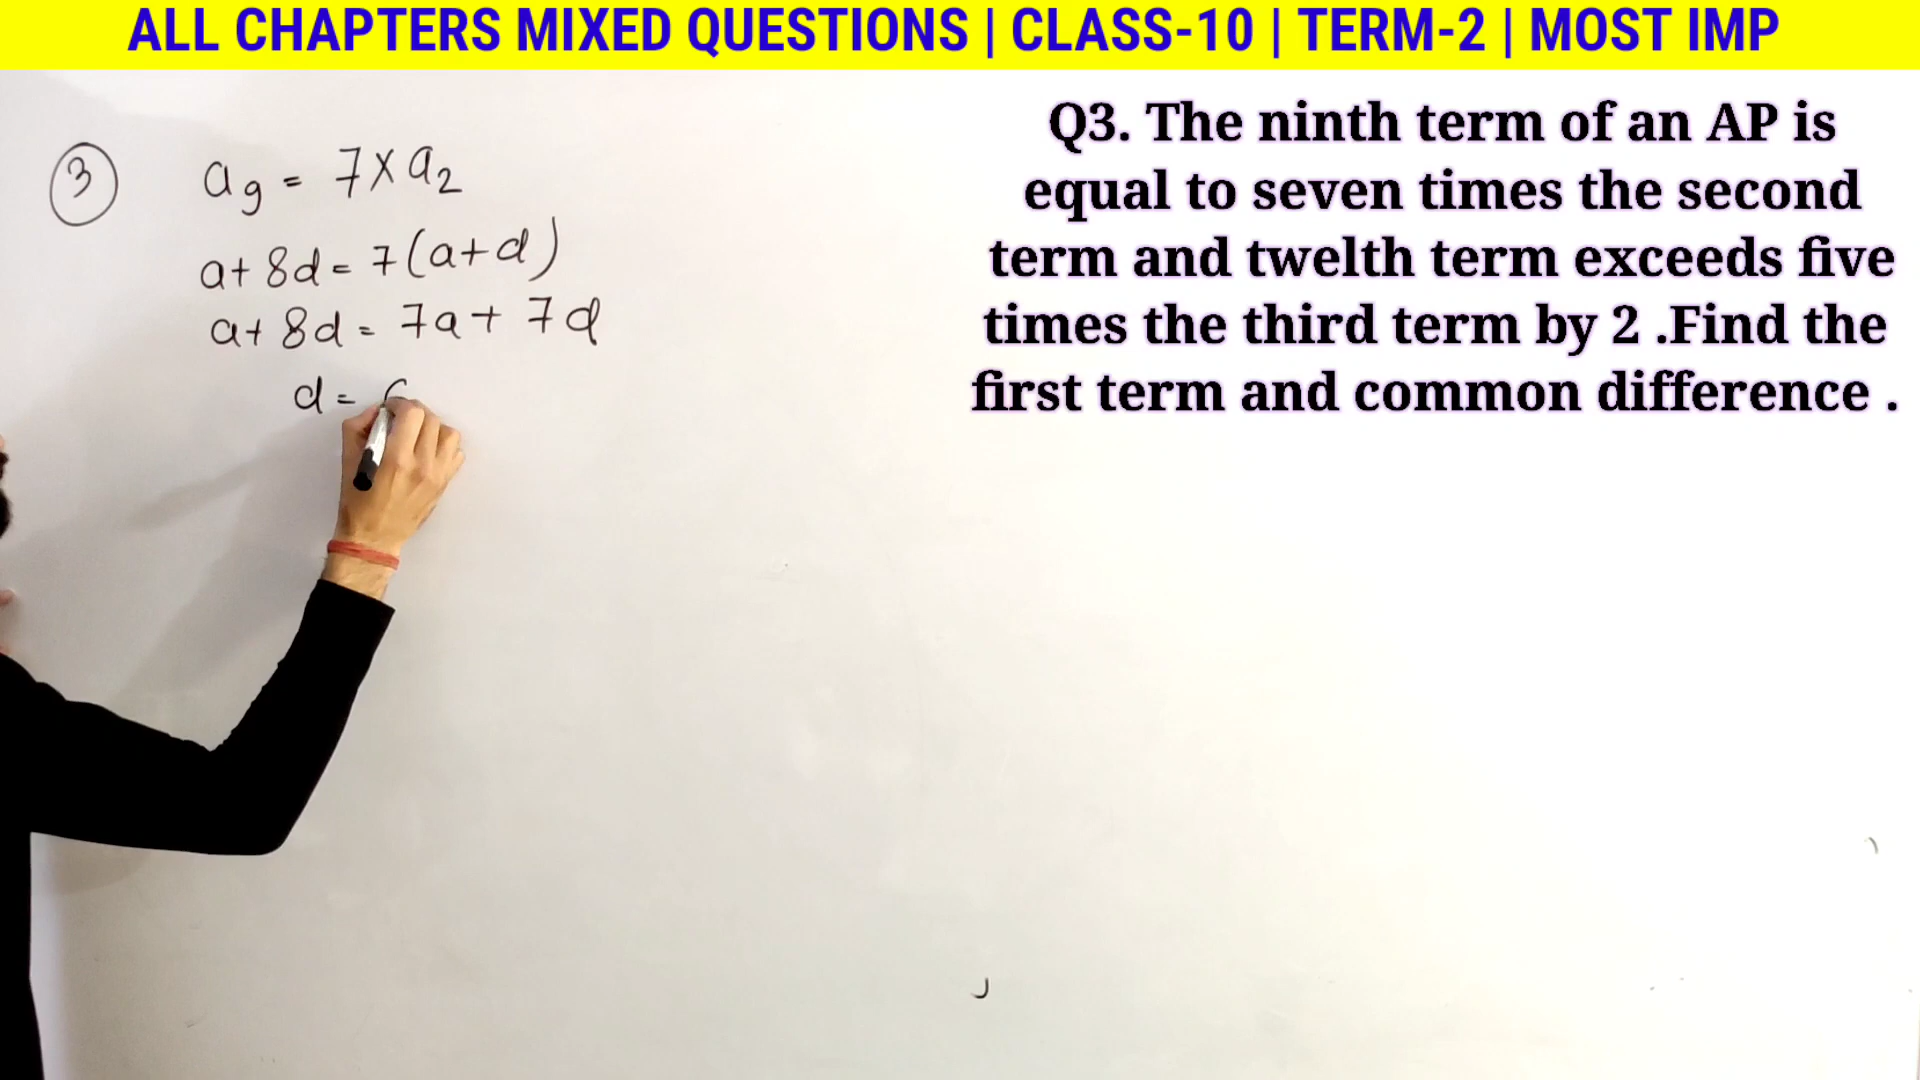 ALL CHAPTERS MIXED QUESTIONS | CLASS-10 | TERM-2 | MOST IMP
Q3. The ninth term of an AP is
equal to seven times the second
term and twelth term exceeds five
times the third term by 2 .Find the
first term and common difference .
3
a9 = 7×a2
a+ 8d = 7(a+d)
a+ 8d = 7a+ 7d
d =